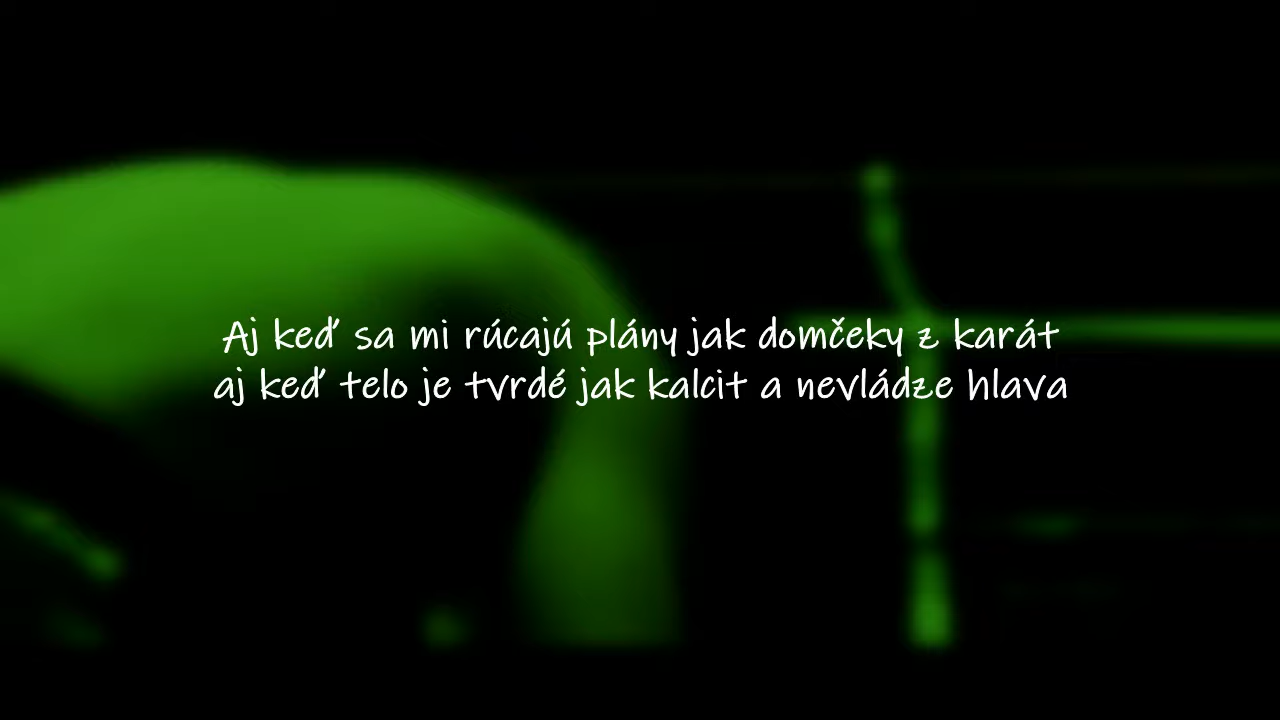 Aj keď sa mi rúcajú plány jak domčeky z karát
aj keď telo je tvrdé jak kalcit a nevládze hlava